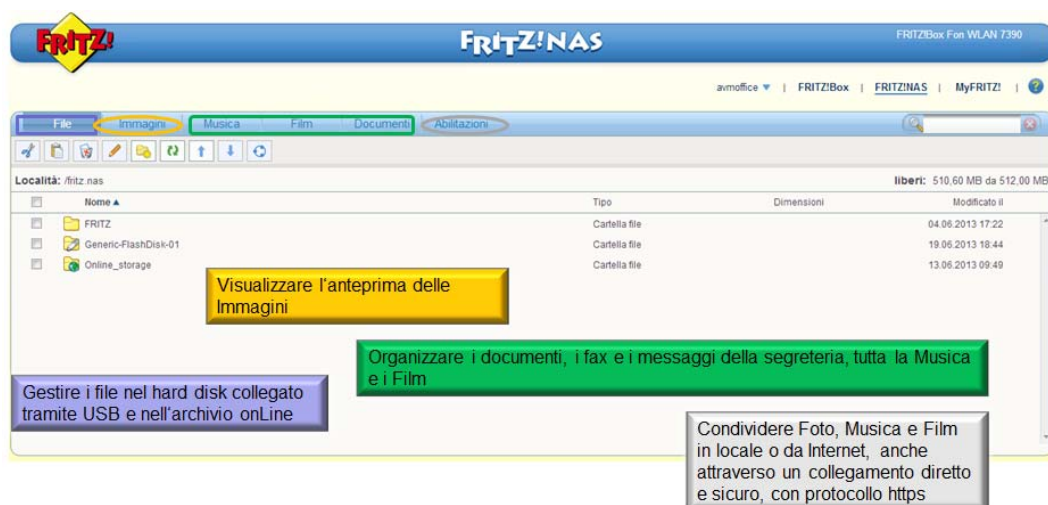 FRITZ!
FRITZ!NAS
FRITZ!Box Fon WLAN 7390
avmoffice | FRITZ!Box | FRITZ!NAS | MyFRITZ! | ?
File Immagini Musica Film Documenti Abilitazioni
Località: /fritz.nas liberi: 510,60 MB da 512,00 MB
Nome Tipo Dimensioni Modificato il
FRITZ Cartella file 04.06.2013 17:22
Generic-FlashDisk-01 Cartella file 19.06.2013 18:44
Online_storage Cartella file 13.06.2013 09:49
Visualizzare l'anteprima delle
Immagini
Organizzare i documenti, i fax e i messaggi della segreteria, tutta la Musica
e i Film
Gestire i file nel hard disk collegato
tramite USB e nell'archivio onLine
Condividere Foto, Musica e Film
in locale o da Internet, anche
attraverso un collegamento diretto
e sicuro, con protocollo https